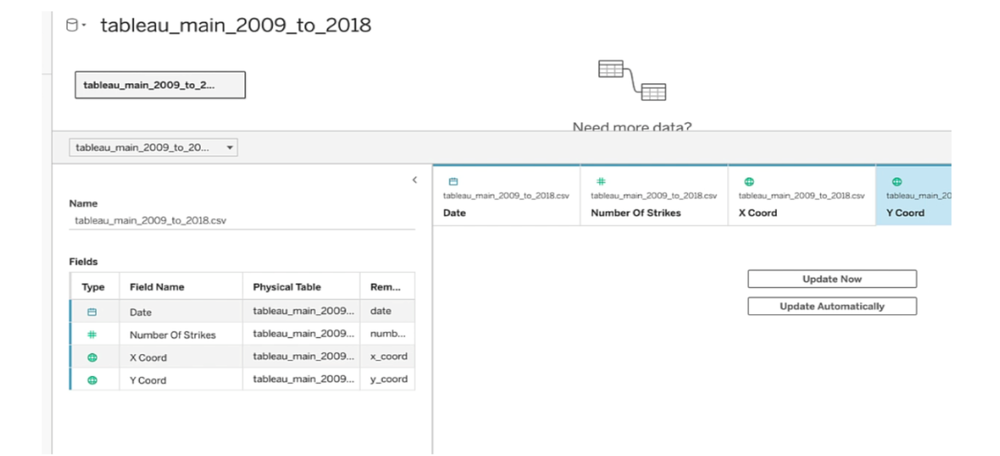 tableau_main_2009_to_2018
tableau_main_2009_to_2...
Need more data?
tableau_main_2009_to_20...
Name
tableau_main_2009_to_2018.csv
Fields
Type Field Name Physical Table Rem...
Date tableau_main_2009... date
Number Of Strikes tableau_main_2009... numb...
X Coord tableau_main_2009... x_coord
Y Coord tableau_main_2009... y_coord
tableau_main_2009_to_2018.csv tableau_main_2009_to_2018.csv tableau_main_2009_to_2018.csv tableau_main_20
Date Number Of Strikes X Coord Y Coord
Update Now
Update Automatically